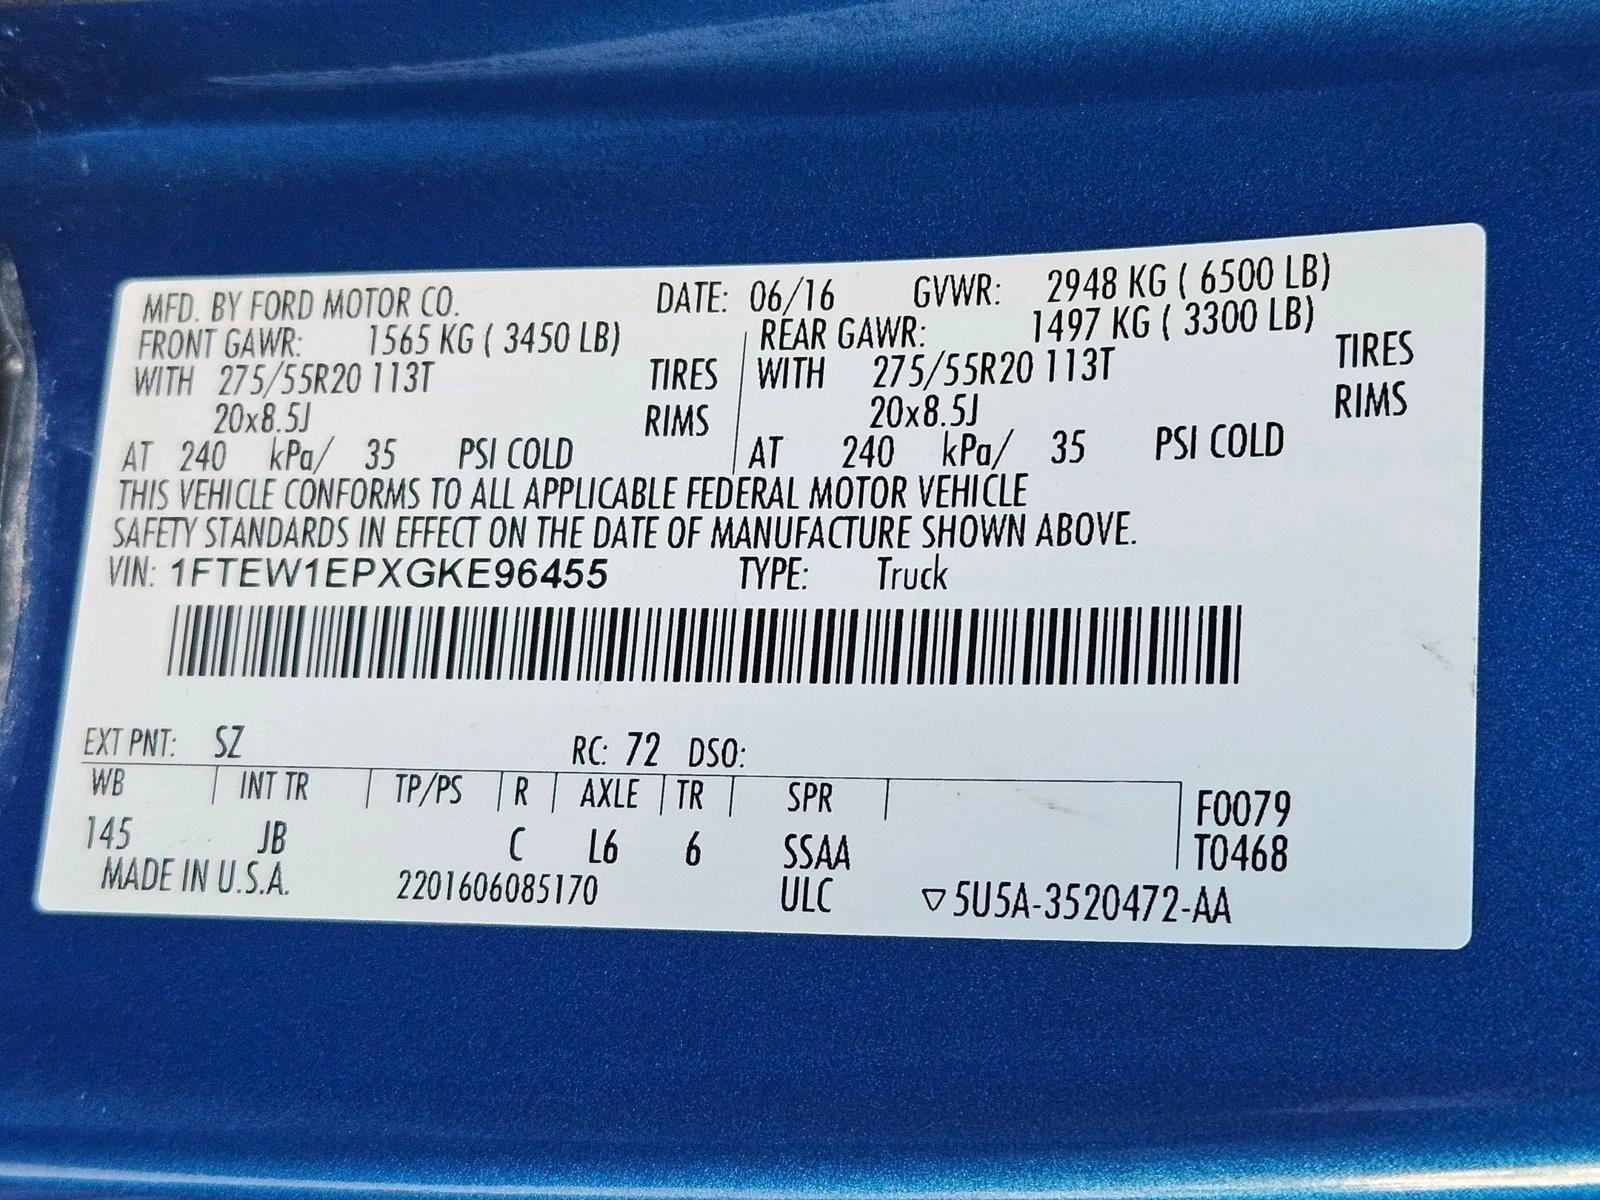 MFD. BY FORD MOTOR CO. DATE: 06/16 GVWR: 2948 KG ( 6500 LB)
FRONT GAWR: 1565 KG ( 3450 LB) REAR GAWR: 1497 KG ( 3300 LB)
WITH 275/55R20 113T TIRES WITH 275/55R20 113T TIRES
20x8.5J RIMS 20x8.5J RIMS
AT 240 kPa/ 35 PSI COLD AT 240 kPa/ 35 PSI COLD
THIS VEHICLE CONFORMS TO ALL APPLICABLE FEDERAL MOTOR VEHICLE
SAFETY STANDARDS IN EFFECT ON THE DATE OF MANUFACTURE SHOWN ABOVE.
VIN: 1FTEW1EPXGKE96455 TYPE: Truck
EXT PNT: SZ RC: 72 DSO:
WB INT TR TP/PS R AXLE TR SPR F0079
145 JB C L6 6 SSAA T0468
MADE IN U.S.A. 2201606085170 ULC ▽5U5A-3520472-AA